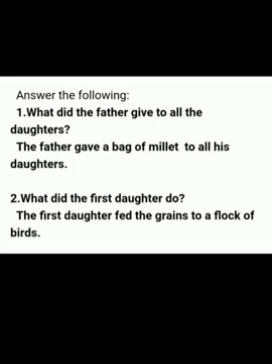 Answer the following:
1.What did the father give to all the
daughters?
The father gave a bag of millet to all his
daughters.
2.What did the first daughter do?
The first daughter fed the grains to a flock of
birds.